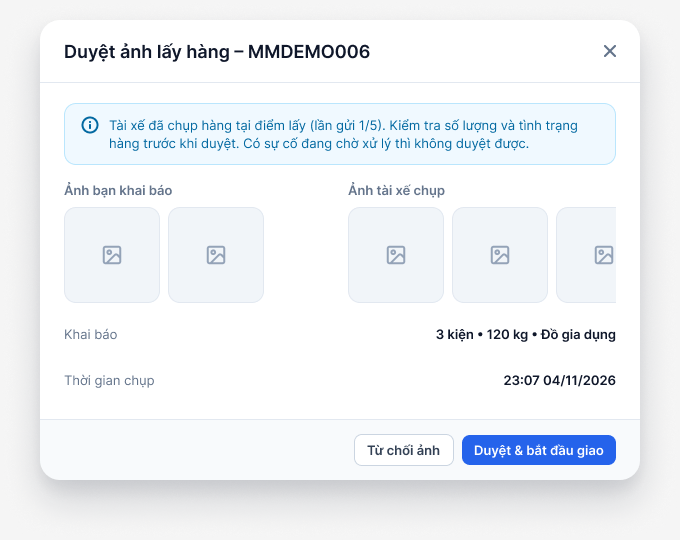 Duyệt ảnh lấy hàng – MMDEMO006
Tài xế đã chụp hàng tại điểm lấy (lần gửi 1/5). Kiểm tra số lượng và tình trạng
hàng trước khi duyệt. Có sự cố đang chờ xử lý thì không duyệt được.
Ảnh bạn khai báo
Ảnh tài xế chụp
Khai báo
3 kiện • 120 kg • Đồ gia dụng
Thời gian chụp
23:07 04/11/2026
Từ chối ảnh
Duyệt & bắt đầu giao